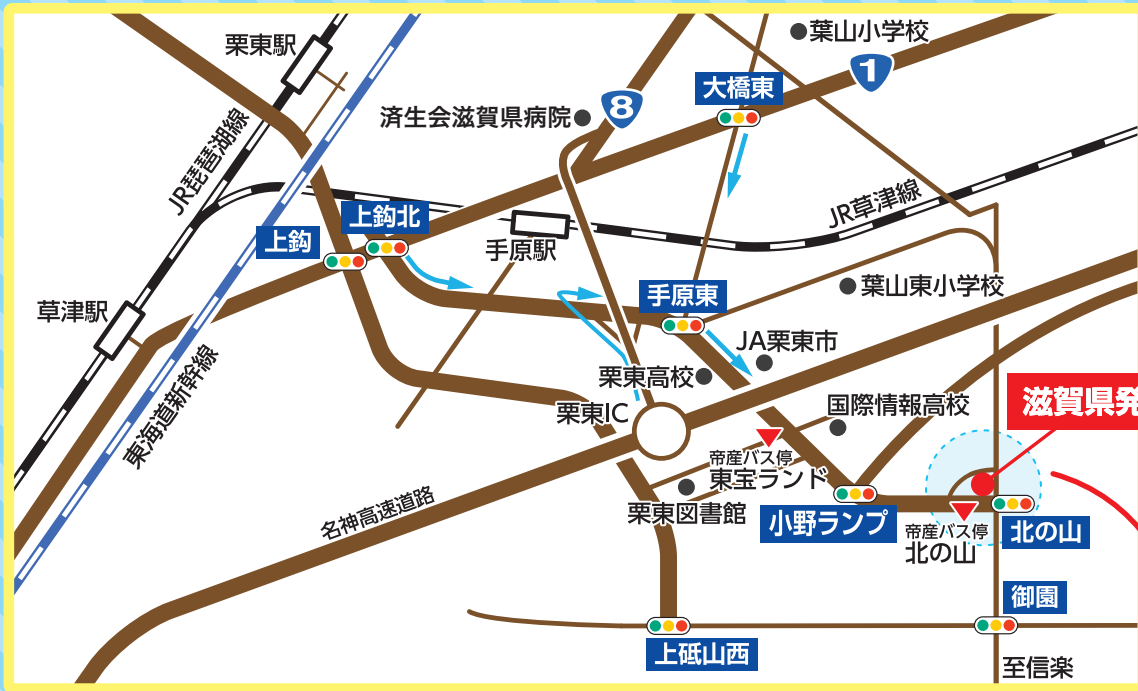 葉山小学校
栗東駅
1
大橋東
8
済生会滋賀県病院
JR琵琶湖線
JR草津線
上鈎北
上鈎
手原駅
葉山東小学校
手原東
草津駅
JA栗東市
東海道新幹線
栗東高校
滋賀県発
国際情報高校
栗東IC
帝産バス停
東宝ランド
名神高速道路
栗東図書館
小野ランプ
帝産バス停
北の山
北の山
御園
上砥山西
至信楽